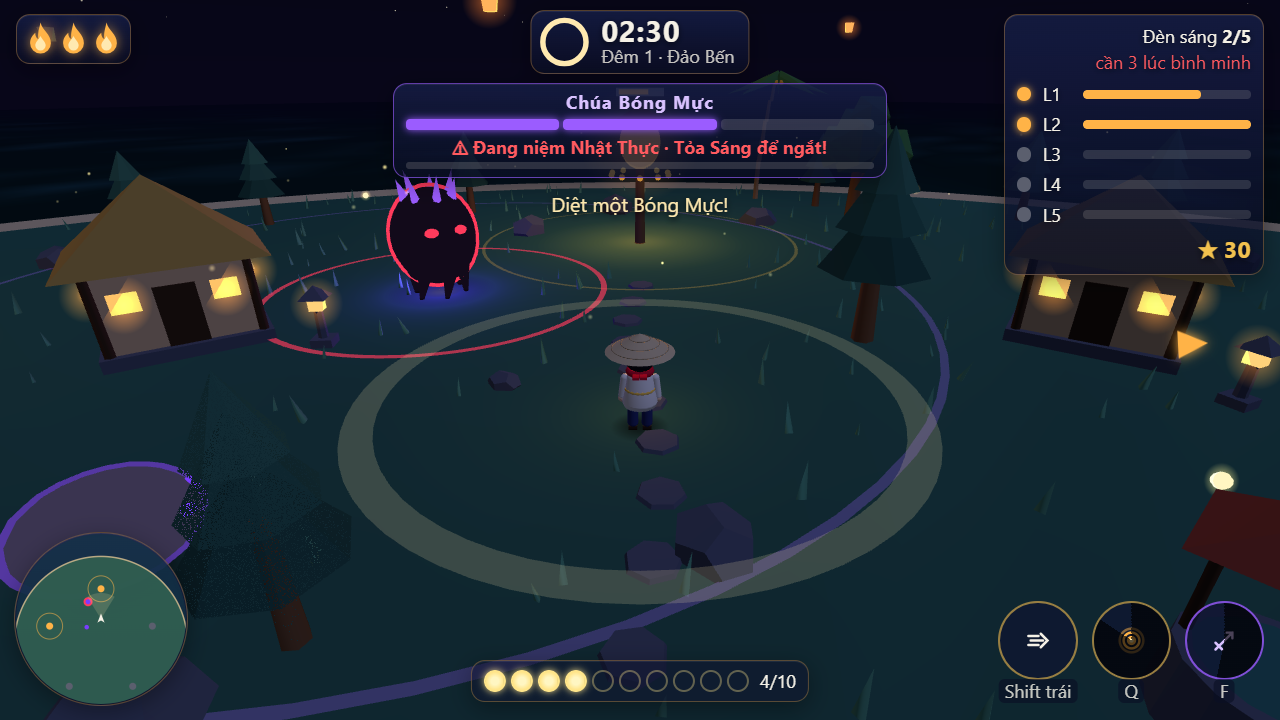 02:30
Đêm 1 · Đảo Bến
Chúa Bóng Mực
⚠ Đang niệm Nhật Thực · Tỏa Sáng để ngắt!
Diệt một Bóng Mực!
Đèn sáng 2/5
cần 3 lúc bình minh
L1
L2
L3
L4
L5
★ 30
4/10
Shift trái
Q
F